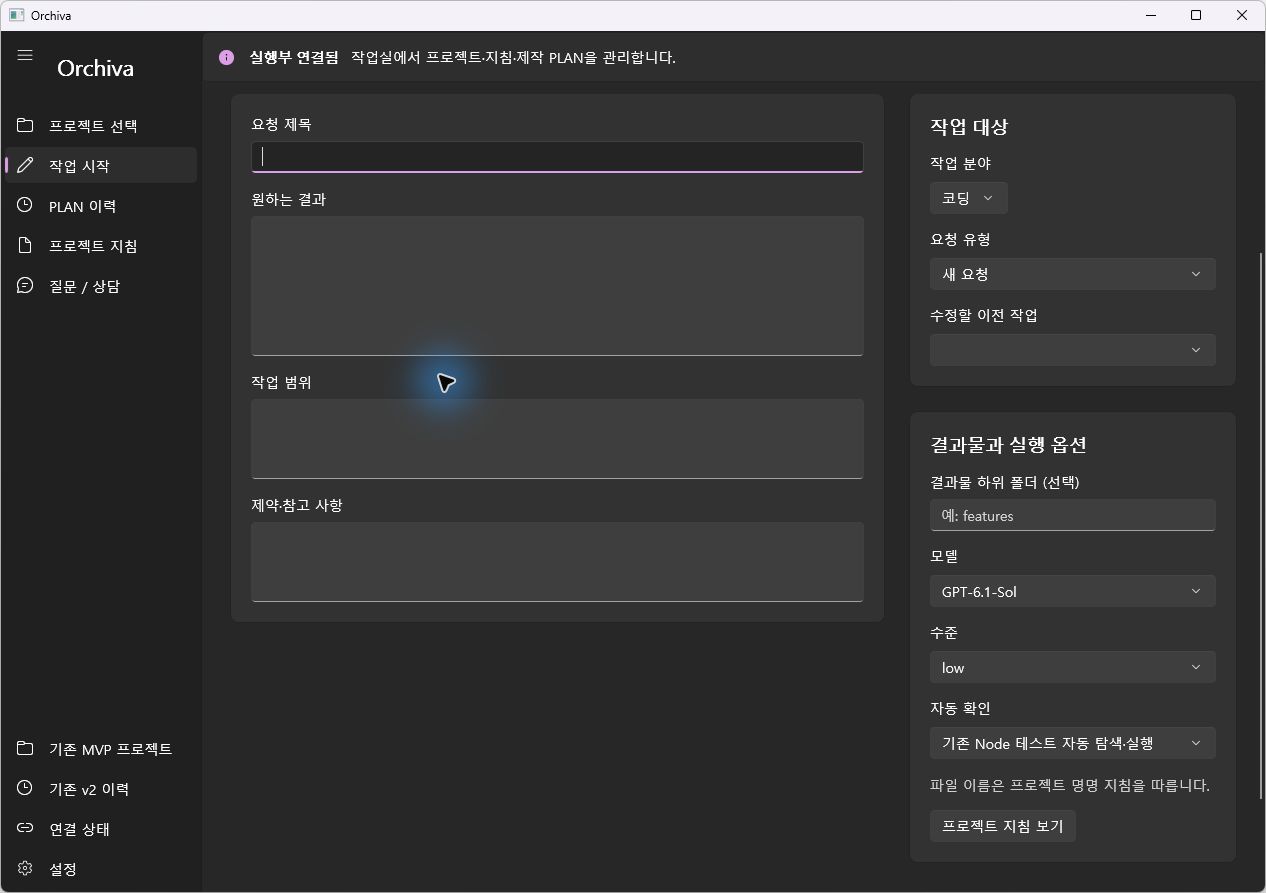 Orchiva
Orchiva
프로젝트 선택
작업 시작
PLAN 이력
프로젝트 지침
질문 / 상담
기존 MVP 프로젝트
기존 v2 이력
연결 상태
설정
실행부 연결됨 작업실에서 프로젝트·지침·제작 PLAN을 관리합니다.
요청 제목
원하는 결과
작업 범위
제약·참고 사항
작업 대상
작업 분야
코딩
요청 유형
새 요청
수정할 이전 작업
결과물과 실행 옵션
결과물 하위 폴더 (선택)
예: features
모델
GPT-6.1-Sol
수준
low
자동 확인
기존 Node 테스트 자동 탐색·실행
파일 이름은 프로젝트 명명 지침을 따릅니다.
프로젝트 지침 보기